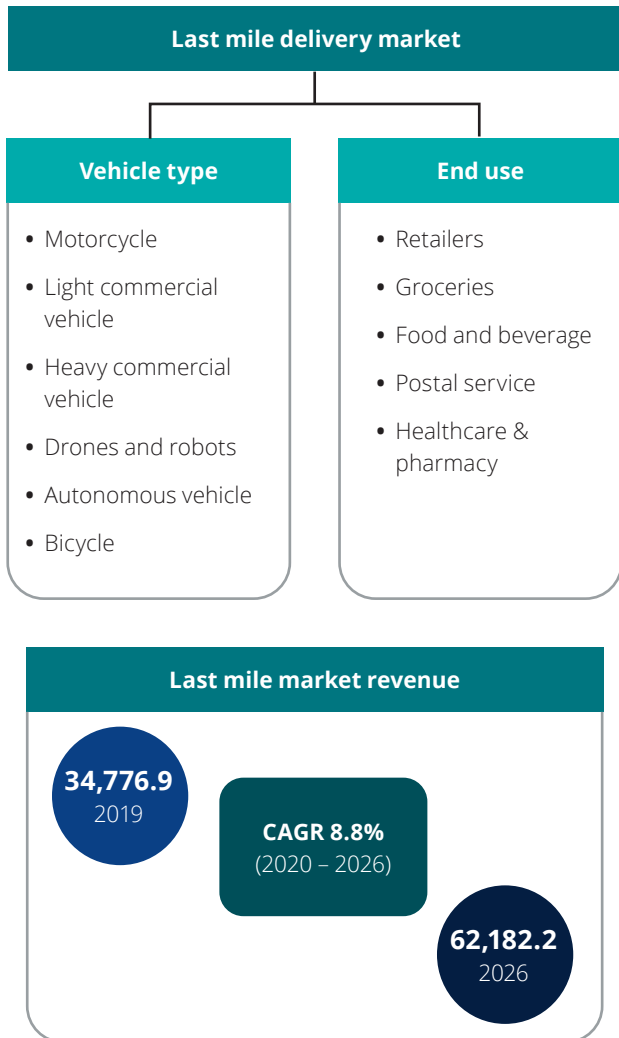 Last mile delivery market
Vehicle type
• Motorcycle
• Light commercial
vehicle
• Heavy commercial
vehicle
• Drones and robots
• Autonomous vehicle
• Bicycle
End use
• Retailers
• Groceries
• Food and beverage
• Postal service
• Healthcare &
pharmacy
Last mile market revenue
34,776.9
2019
CAGR 8.8%
(2020 – 2026)
62,182.2
2026